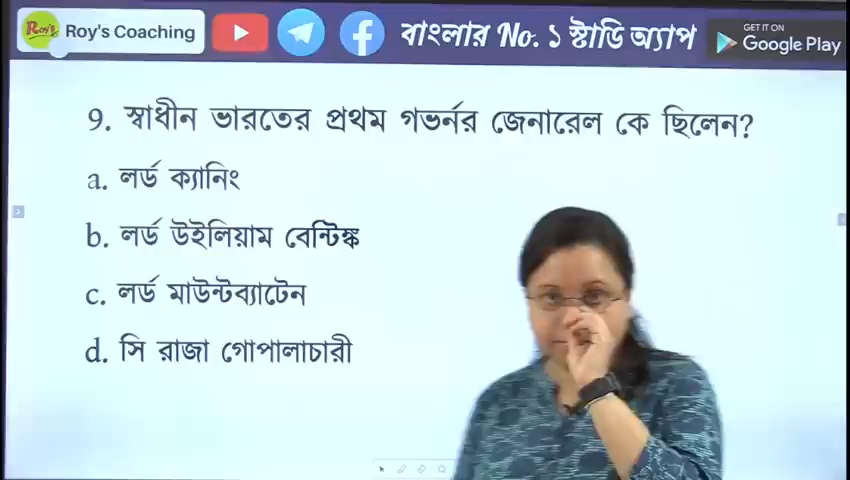 Roy's Roy's Coaching
বাংলার No. ১ স্টাডি অ্যাপ
GET IT ON
Google Play
9. স্বাধীন ভারতের প্রথম গভর্নর জেনারেল কে ছিলেন?
a. লর্ড ক্যানিং
b. লর্ড উইলিয়াম বেন্টিঙ্ক
c. লর্ড মাউন্টব্যাটেন
d. সি রাজা গোপালাচারী